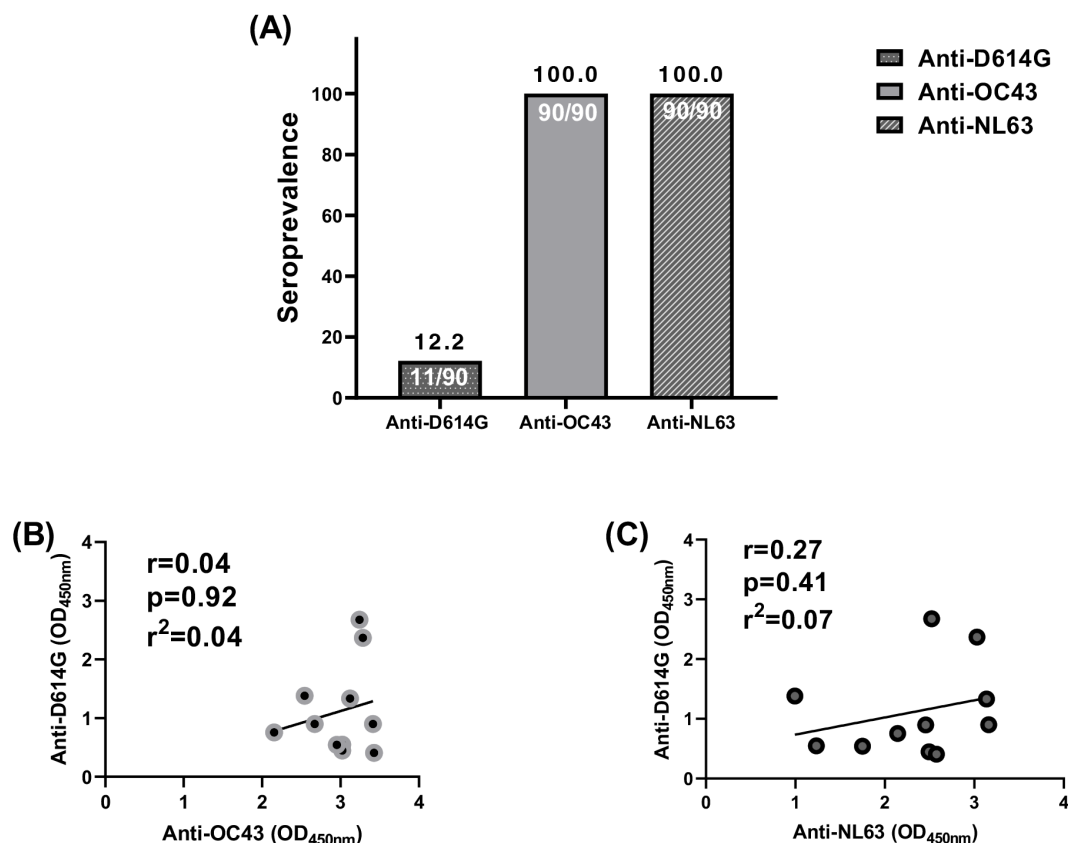 (A)
Seroprevalence
100
80
60
40
20
0
12.2
11/90
100.0
90/90
100.0
90/90
Anti-D614G
Anti-OC43
Anti-NL63
Anti-D614G
Anti-OC43
Anti-NL63
(B)
Anti-D614G (OD450nm)
4
3
2
1
0
r=0.04
p=0.92
r²=0.04
0 1 2 3 4
Anti-OC43 (OD450nm)
(C)
Anti-D614G (OD450nm)
4
3
2
1
0
r=0.27
p=0.41
r²=0.07
0 1 2 3 4
Anti-NL63 (OD450nm)